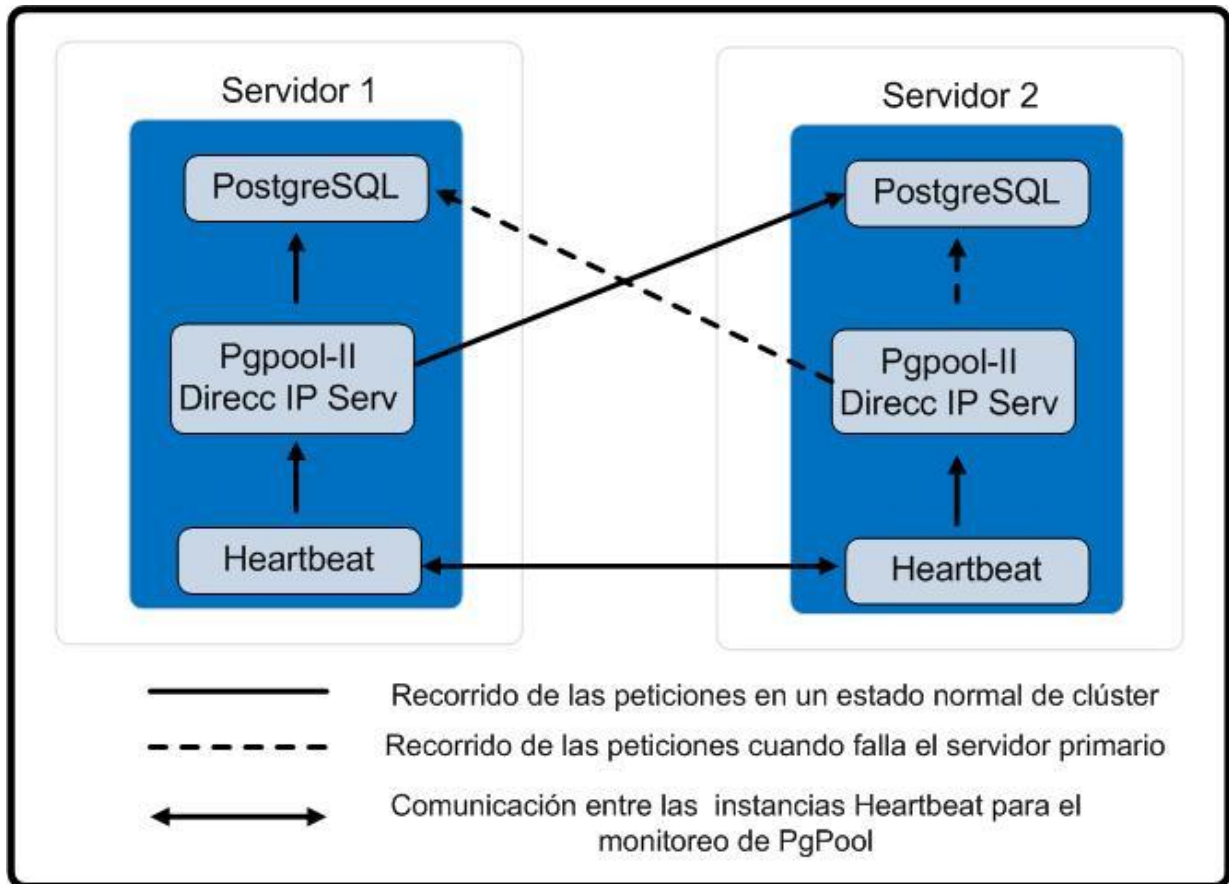 Servidor 1
PostgreSQL
Pgpool-II
Direcc IP Serv
Heartbeat
Servidor 2
PostgreSQL
Pgpool-II
Direcc IP Serv
Heartbeat
Recorrido de las peticiones en un estado normal de clúster
Recorrido de las peticiones cuando falla el servidor primario
Comunicación entre las instancias Heartbeat para el
monitoreo de PgPool